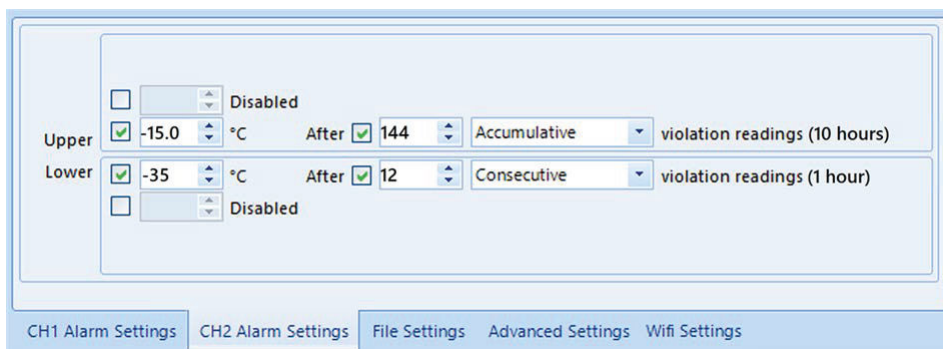 Disabled
Upper -15.0 °C After 144 Accumulative violation readings (10 hours)
Lower -35 °C After 12 Consecutive violation readings (1 hour)
Disabled
CH1 Alarm Settings CH2 Alarm Settings File Settings Advanced Settings Wifi Settings